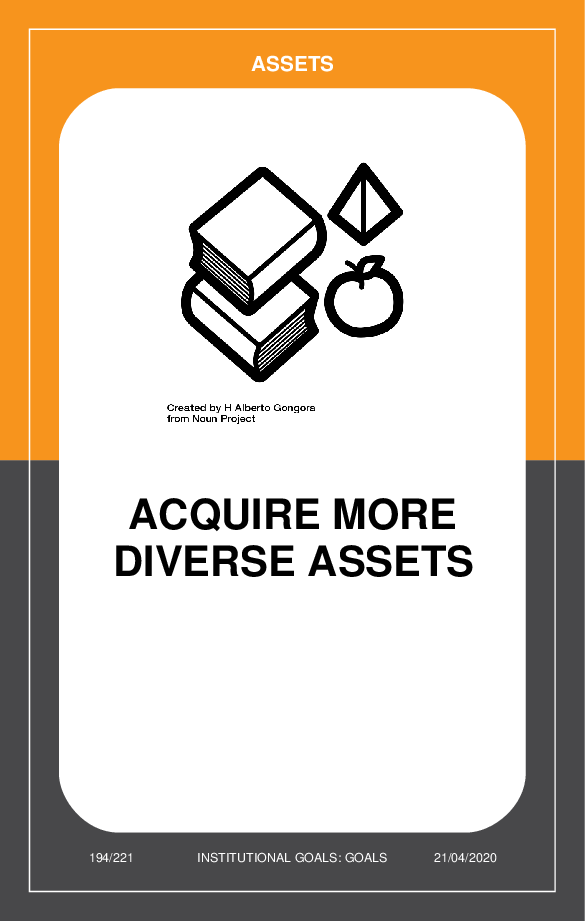 ASSETS
Created by H Alberto Gongora
from Noun Project
ACQUIRE MORE
DIVERSE ASSETS
194/221 INSTITUTIONAL GOALS: GOALS 21/04/2020